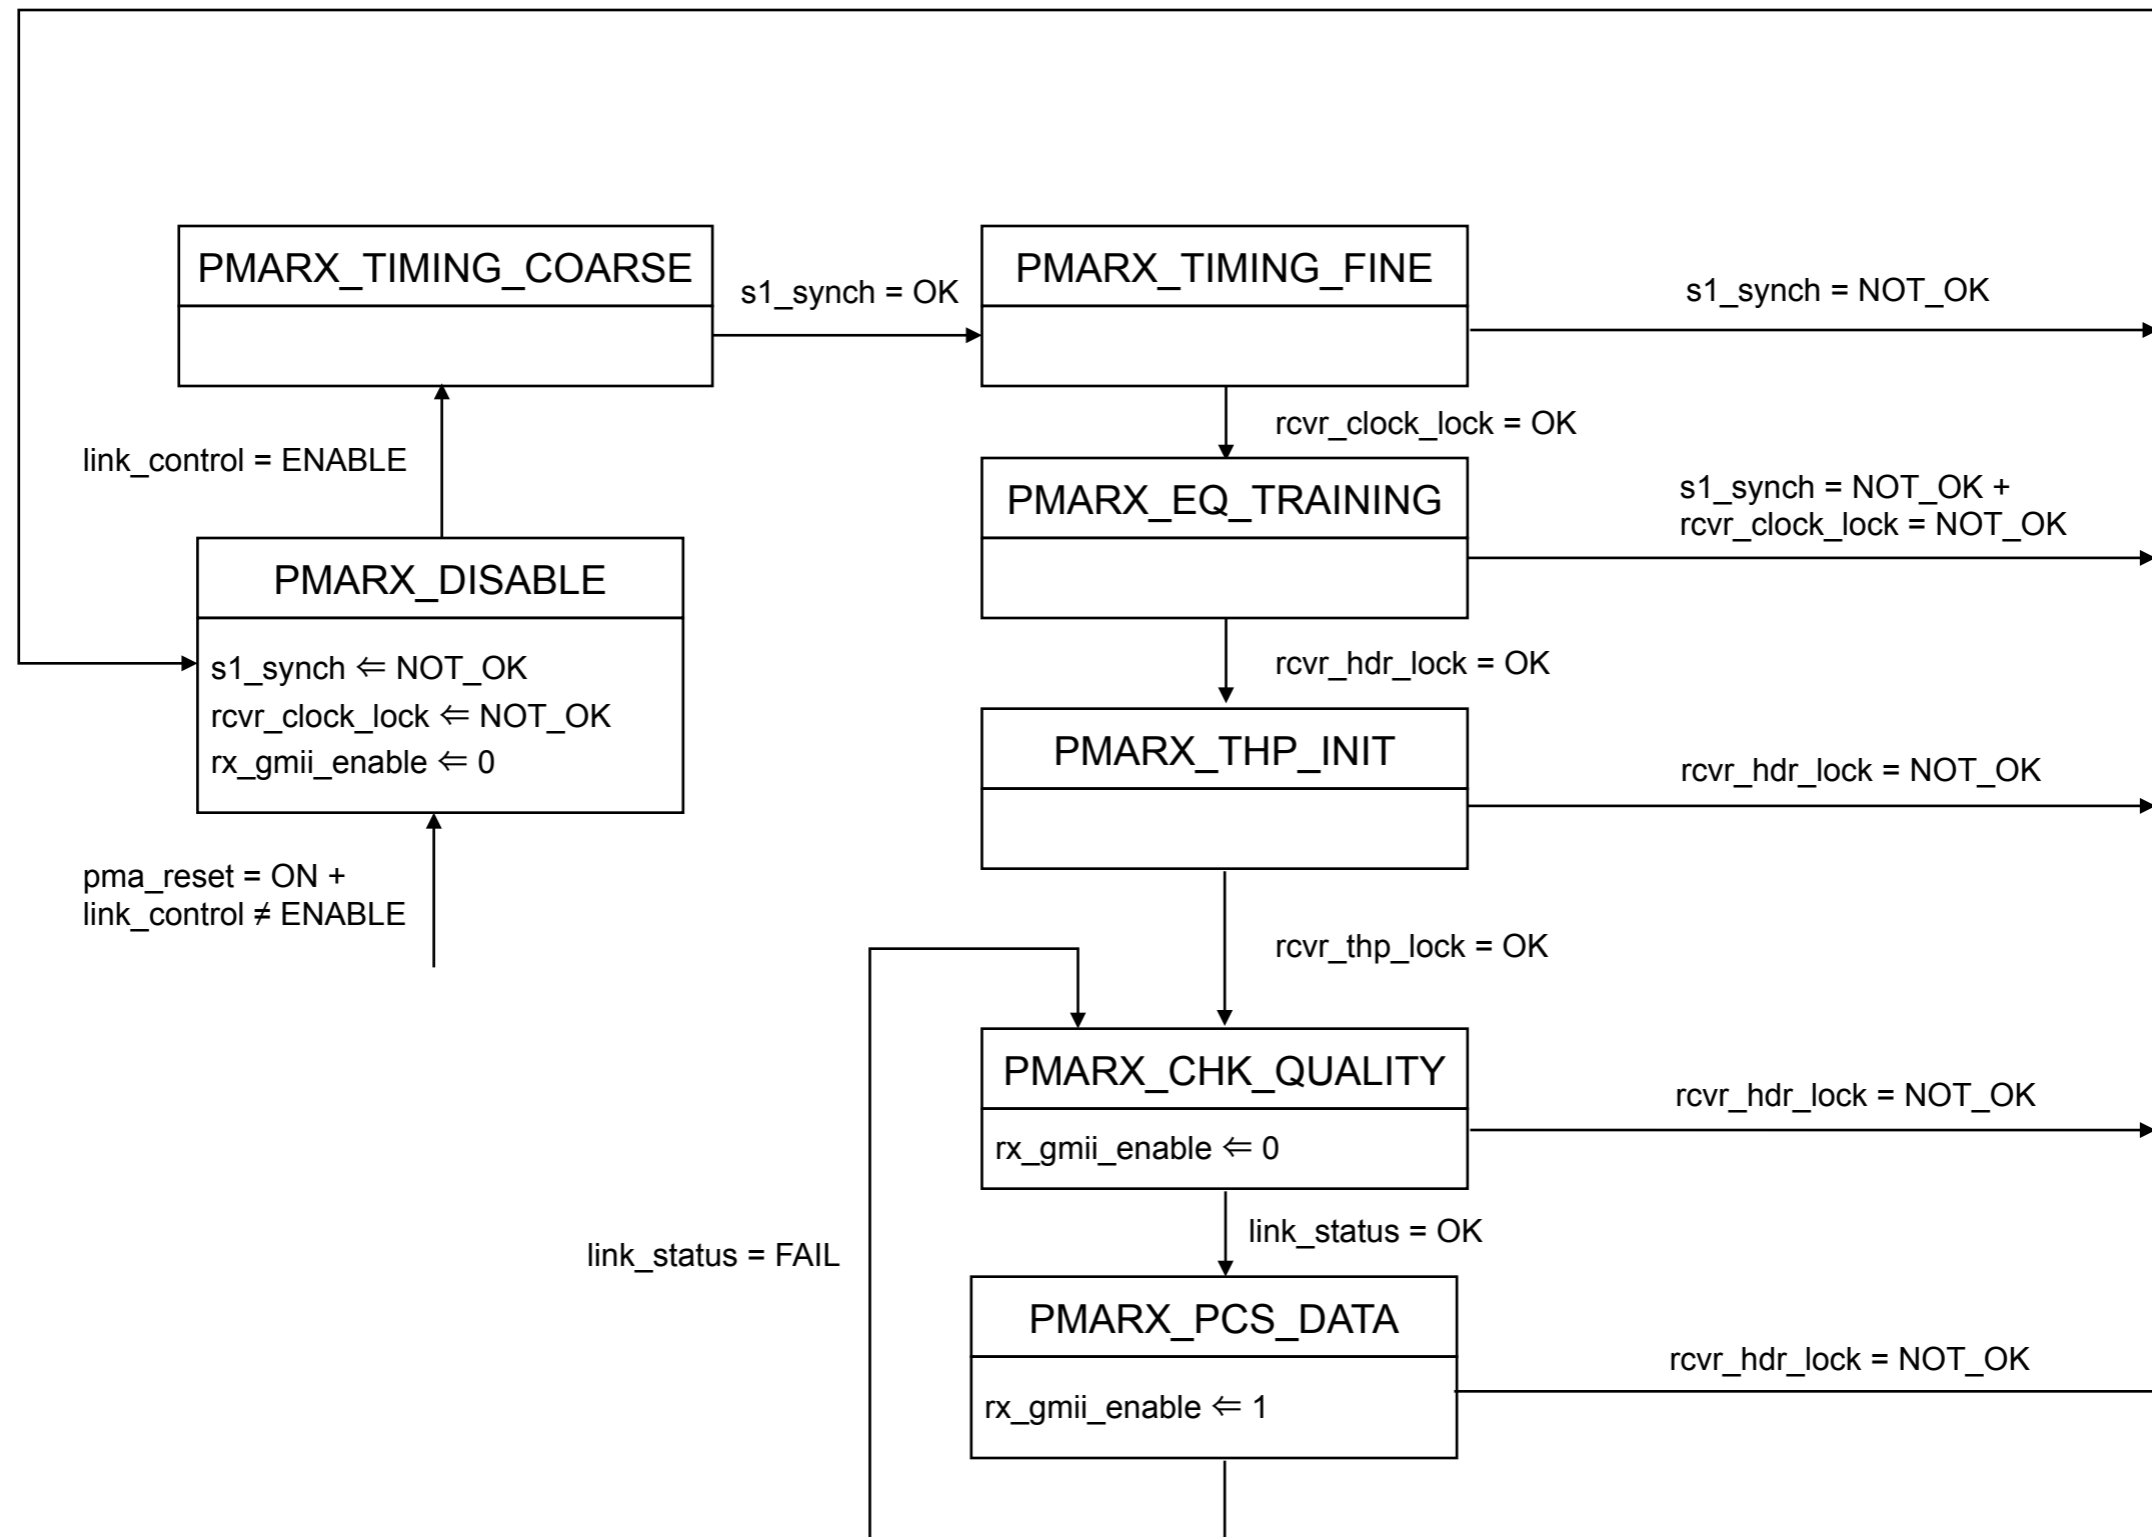 PMARX_TIMING_COARSE
s1_synch = OK
PMARX_TIMING_FINE
s1_synch = NOT_OK
rcvr_clock_lock = OK
link_control = ENABLE
PMARX_EQ_TRAINING
s1_synch = NOT_OK +
rcvr_clock_lock = NOT_OK
PMARX_DISABLE
s1_synch ⇐ NOT_OK
rcvr_clock_lock ⇐ NOT_OK
rx_gmii_enable ⇐ 0
rcvr_hdr_lock = OK
PMARX_THP_INIT
rcvr_hdr_lock = NOT_OK
pma_reset = ON +
link_control ≠ ENABLE
rcvr_thp_lock = OK
PMARX_CHK_QUALITY
rx_gmii_enable ⇐ 0
rcvr_hdr_lock = NOT_OK
link_status = OK
link_status = FAIL
PMARX_PCS_DATA
rx_gmii_enable ⇐ 1
rcvr_hdr_lock = NOT_OK